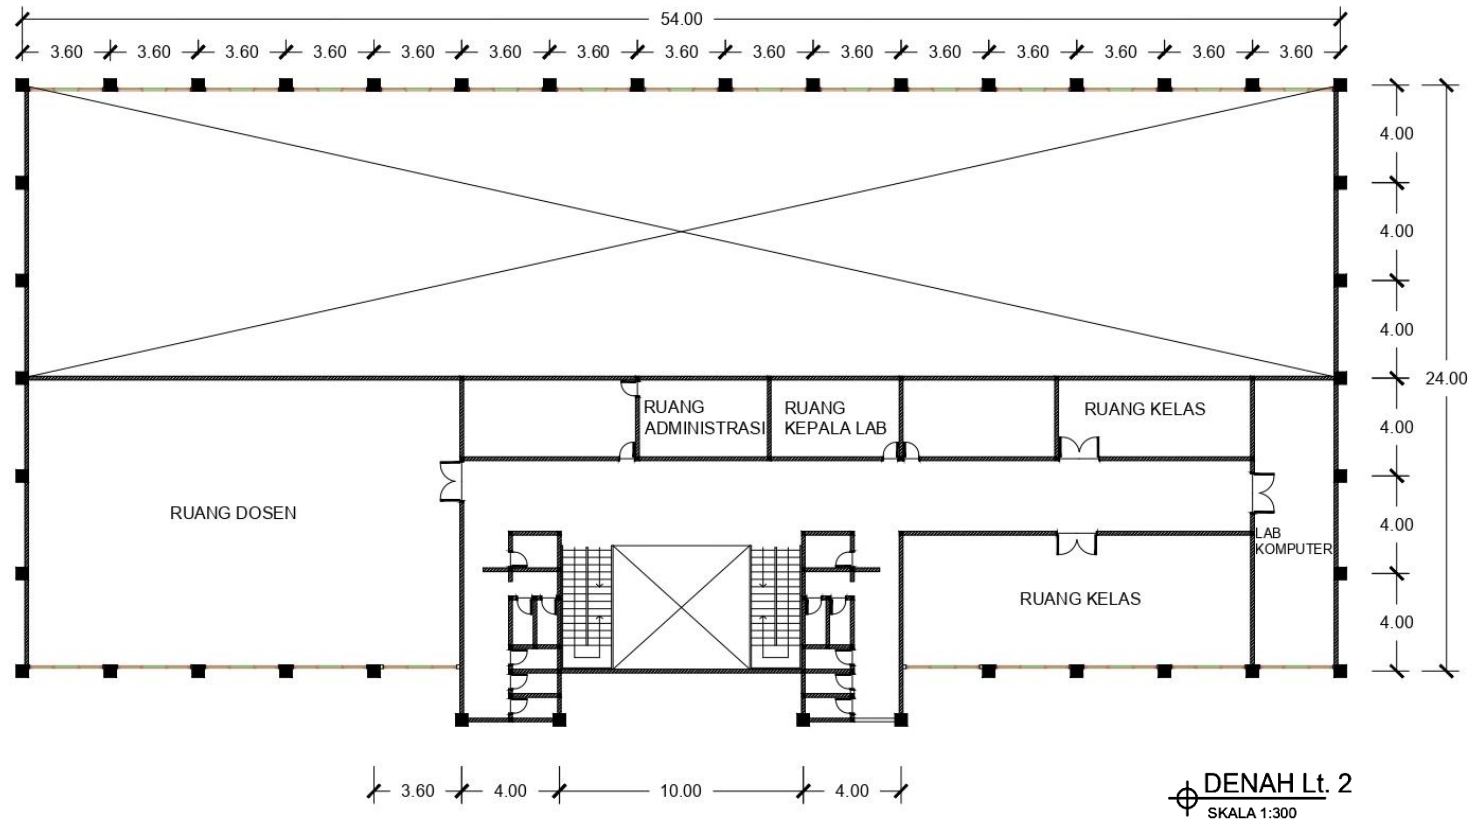 54.00
3.60 3.60 3.60 3.60 3.60 3.60 3.60 3.60 3.60 3.60 3.60 3.60 3.60 3.60 3.60
4.00
4.00
4.00
24.00
RUANG
ADMINISTRASI
RUANG
KEPALA LAB
RUANG KELAS
4.00
RUANG DOSEN
4.00
LAB
KOMPUTER
RUANG KELAS
4.00
3.60 4.00 10.00 4.00
DENAH Lt. 2
SKALA 1:300